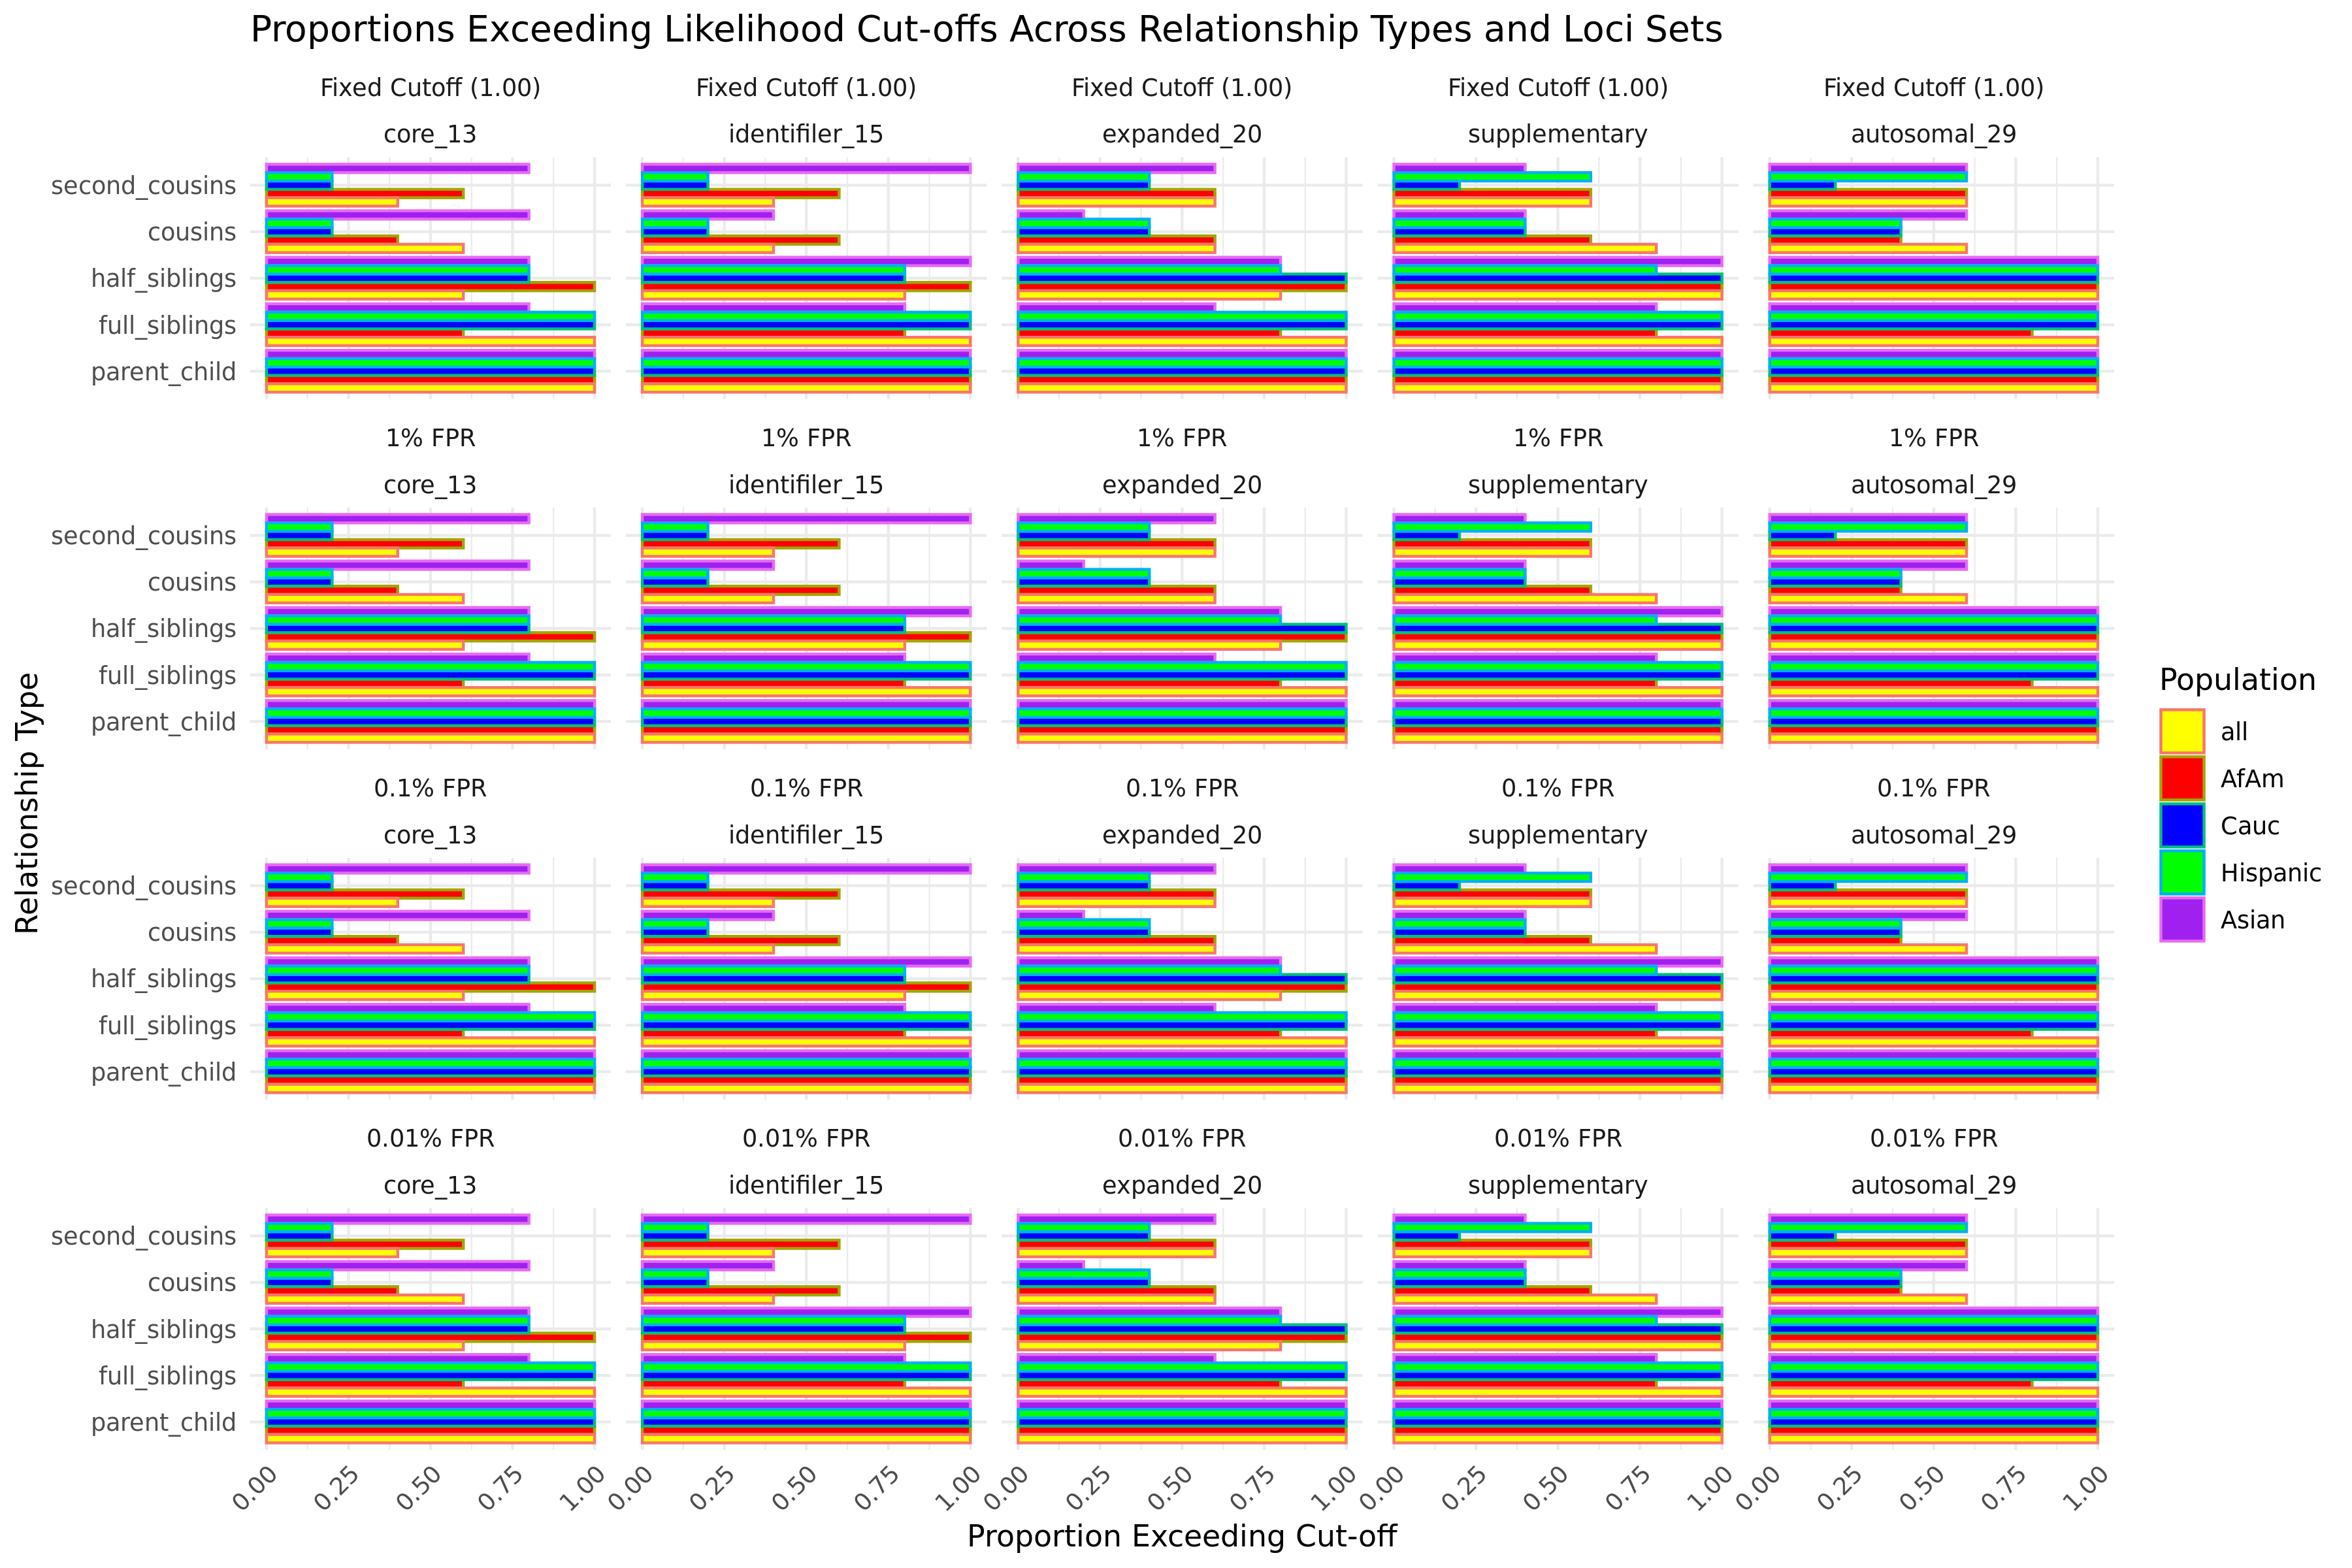 Proportions Exceeding Likelihood Cut-offs Across Relationship Types and Loci Sets
Fixed Cutoff (1.00) Fixed Cutoff (1.00) Fixed Cutoff (1.00) Fixed Cutoff (1.00) Fixed Cutoff (1.00)
core_13 identifiler_15 expanded_20 supplementary autosomal_29
second_cousins
cousins
half_siblings
full_siblings
parent_child
1% FPR 1% FPR 1% FPR 1% FPR 1% FPR
core_13 identifiler_15 expanded_20 supplementary autosomal_29
second_cousins
cousins
half_siblings
full_siblings
parent_child
0.1% FPR 0.1% FPR 0.1% FPR 0.1% FPR 0.1% FPR
core_13 identifiler_15 expanded_20 supplementary autosomal_29
second_cousins
cousins
half_siblings
full_siblings
parent_child
0.01% FPR 0.01% FPR 0.01% FPR 0.01% FPR 0.01% FPR
core_13 identifiler_15 expanded_20 supplementary autosomal_29
second_cousins
cousins
half_siblings
full_siblings
parent_child
0.00 0.25 0.50 0.75 1.00 0.00 0.25 0.50 0.75 1.00 0.00 0.25 0.50 0.75 1.00 0.00 0.25 0.50 0.75 1.00 0.00 0.25 0.50 0.75 1.00
Proportion Exceeding Cut-off
Relationship Type
Population
all
AfAm
Cauc
Hispanic
Asian